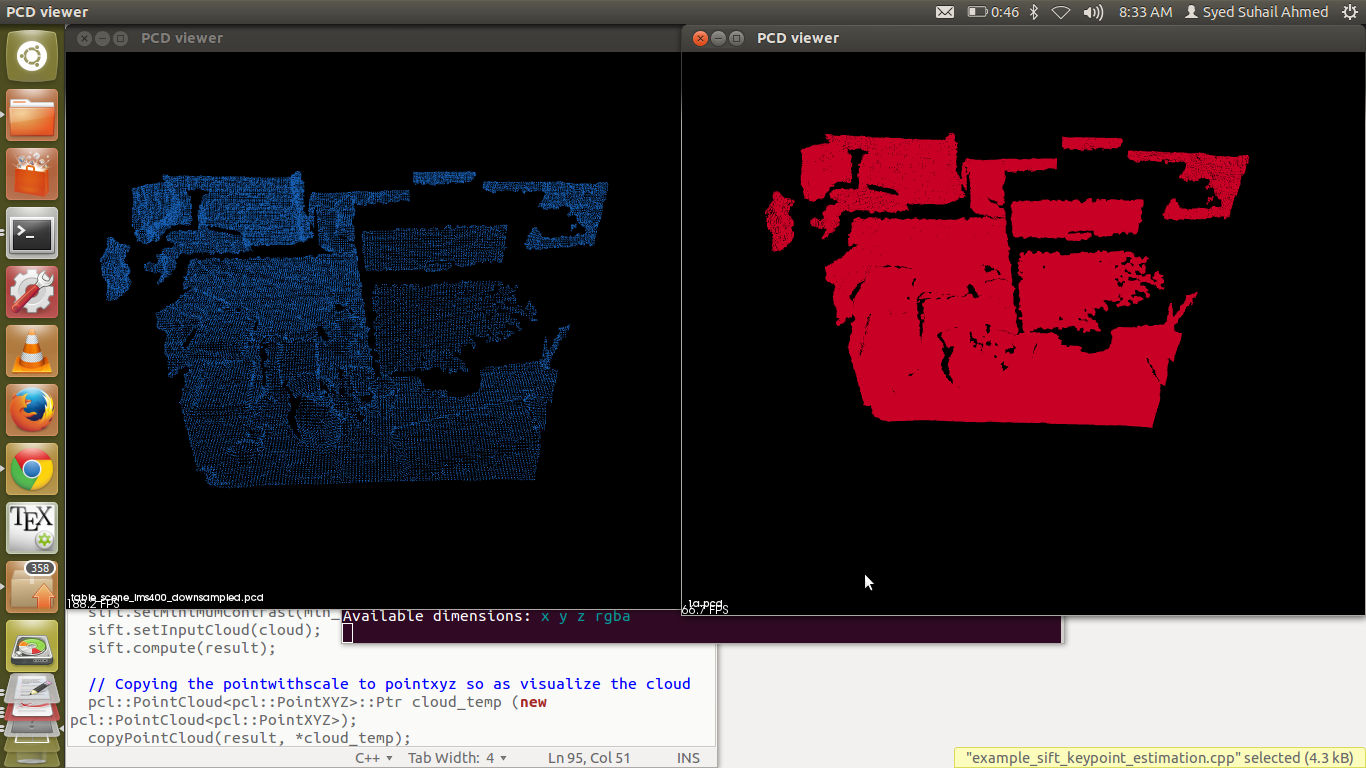 PCD viewer
0:46
8:33 AM
Syed Suhail Ahmed
PCD viewer
PCD viewer
TEX
358
table_scene_lms400_downsampled.pcd
188.2 FPS
1a.pcd
66.7 FPS
Available dimensions: x y z rgba
sift.setMinimumContrast(min_
sift.setInputCloud(cloud);
sift.compute(result);
// Copying the pointwithscale to pointxyz so as visualize the cloud
pcl::PointCloud<pcl::PointXYZ>::Ptr cloud_temp (new
pcl::PointCloud<pcl::PointXYZ>);
copyPointCloud(result, *cloud_temp);
C++
Tab Width: 4
Ln 95, Col 51
INS
"example_sift_keypoint_estimation.cpp" selected (4.3 kB)